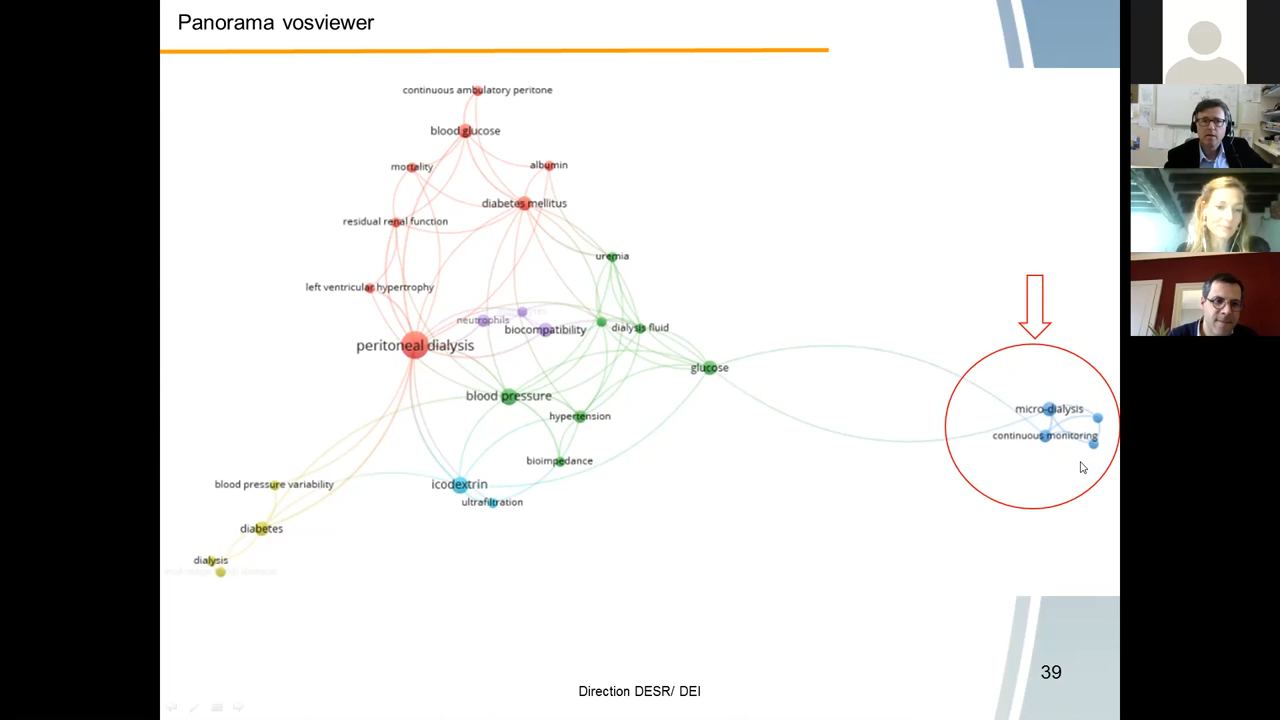 Panorama vosviewer
continuous ambulatory peritone
blood glucose
mortality
albumin
diabetes mellitus
residual renal function
uremia
left ventricular hypertrophy
neutrophils
biocompatibility
dialysis fluid
peritoneal dialysis
glucose
blood pressure
micro-dialysis
hypertension
continuous monitoring
bioimpedance
blood pressure variability
icodextrin
ultrafiltration
diabetes
dialysis
39
Direction DESR/ DEI